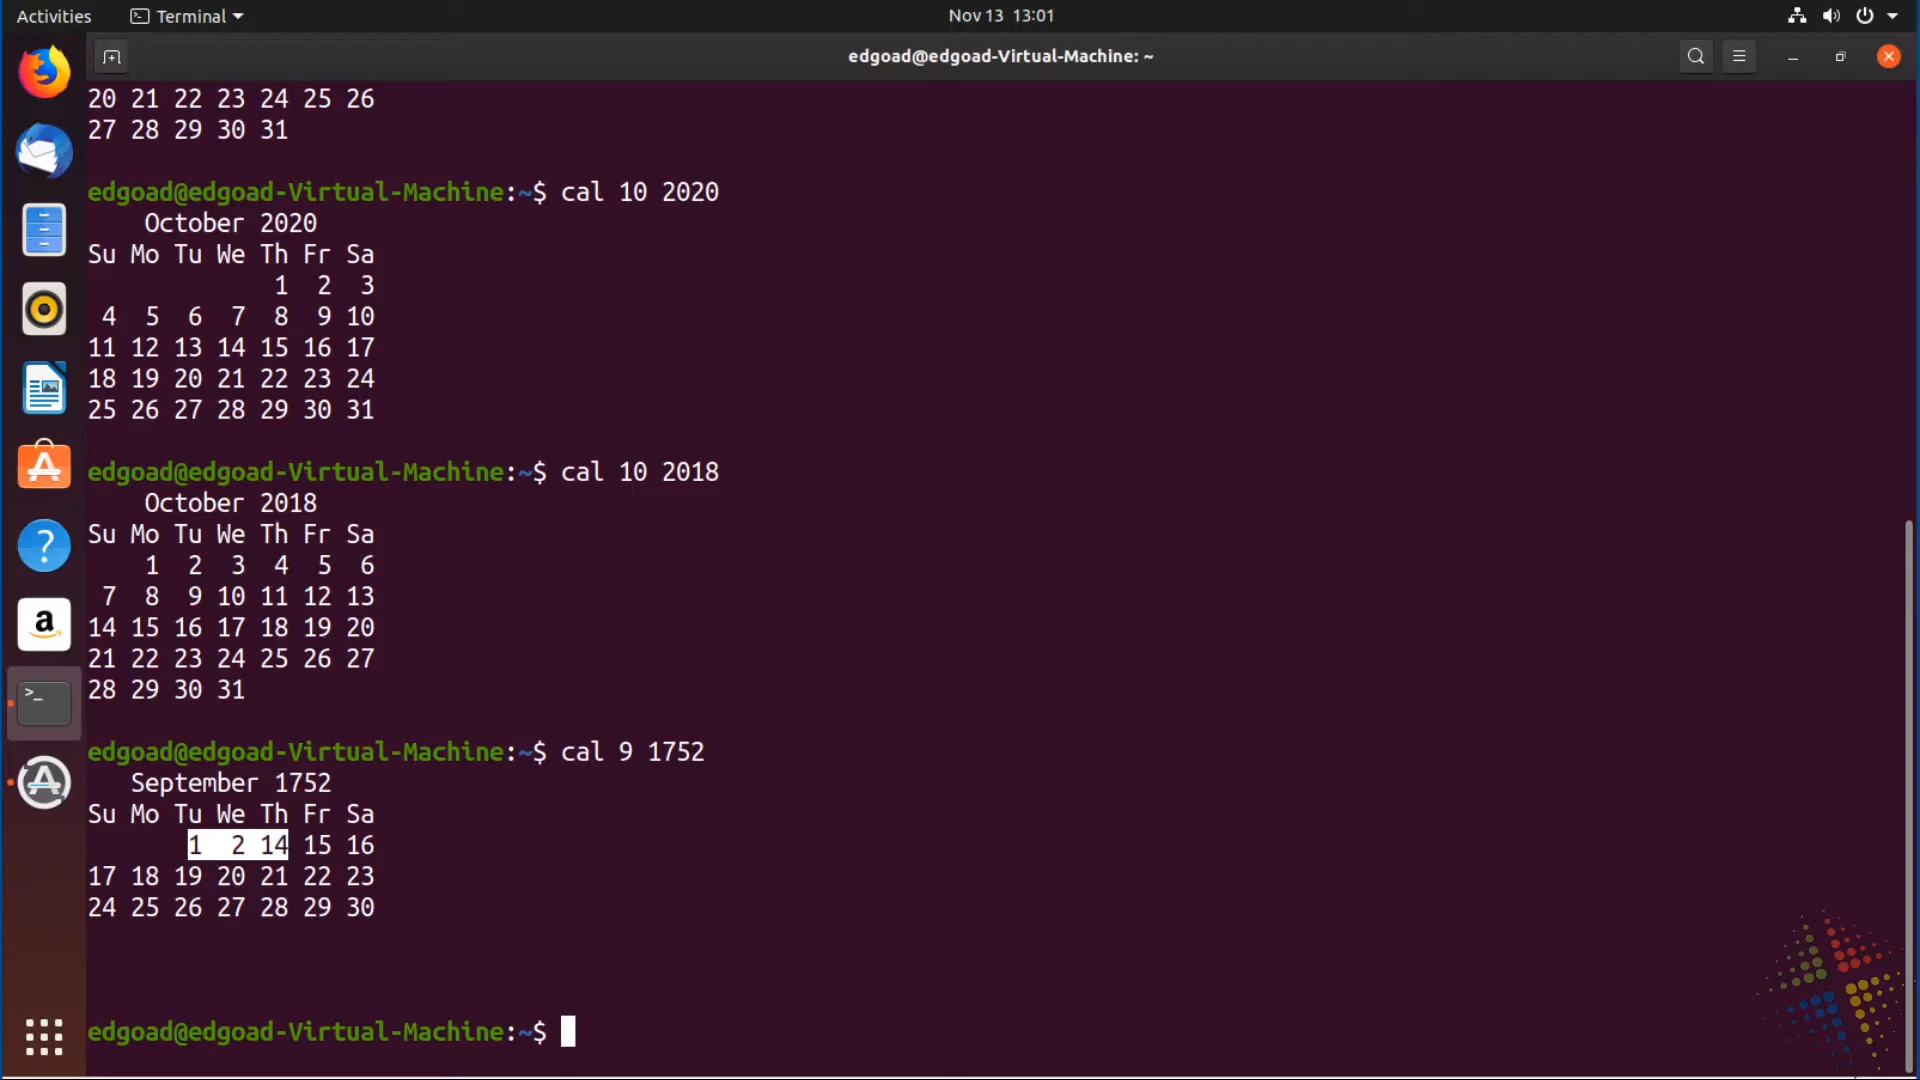 Activities Terminal Nov 13 13:01
edgoad@edgoad-Virtual-Machine: ~
20 21 22 23 24 25 26
27 28 29 30 31
edgoad@edgoad-Virtual-Machine:~$ cal 10 2020
    October 2020
Su Mo Tu We Th Fr Sa
             1  2  3
 4  5  6  7  8  9 10
11 12 13 14 15 16 17
18 19 20 21 22 23 24
25 26 27 28 29 30 31
edgoad@edgoad-Virtual-Machine:~$ cal 10 2018
    October 2018
Su Mo Tu We Th Fr Sa
    1  2  3  4  5  6
 7  8  9 10 11 12 13
14 15 16 17 18 19 20
21 22 23 24 25 26 27
28 29 30 31
edgoad@edgoad-Virtual-Machine:~$ cal 9 1752
   September 1752
Su Mo Tu We Th Fr Sa
       1  2 14 15 16
17 18 19 20 21 22 23
24 25 26 27 28 29 30
edgoad@edgoad-Virtual-Machine:~$